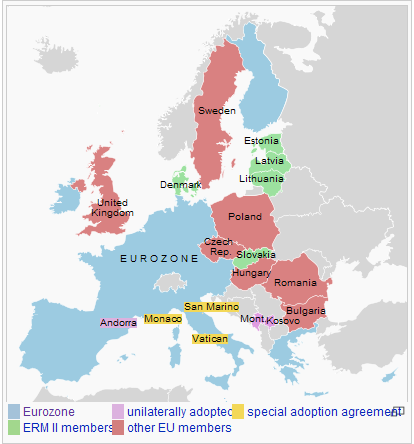 Sweden
Estonia
Latvia
Lithuania
Denmark
United
Kingdom
Poland
Czech
Rep.
EUROZONE
Slovakia
Hungary
Romania
San Marino
Monaco
Bulgaria
Andorra
Mont.
Kosovo
Vatican
Eurozone
unilaterally adopted
special adoption agreement
ERM II members
other EU members